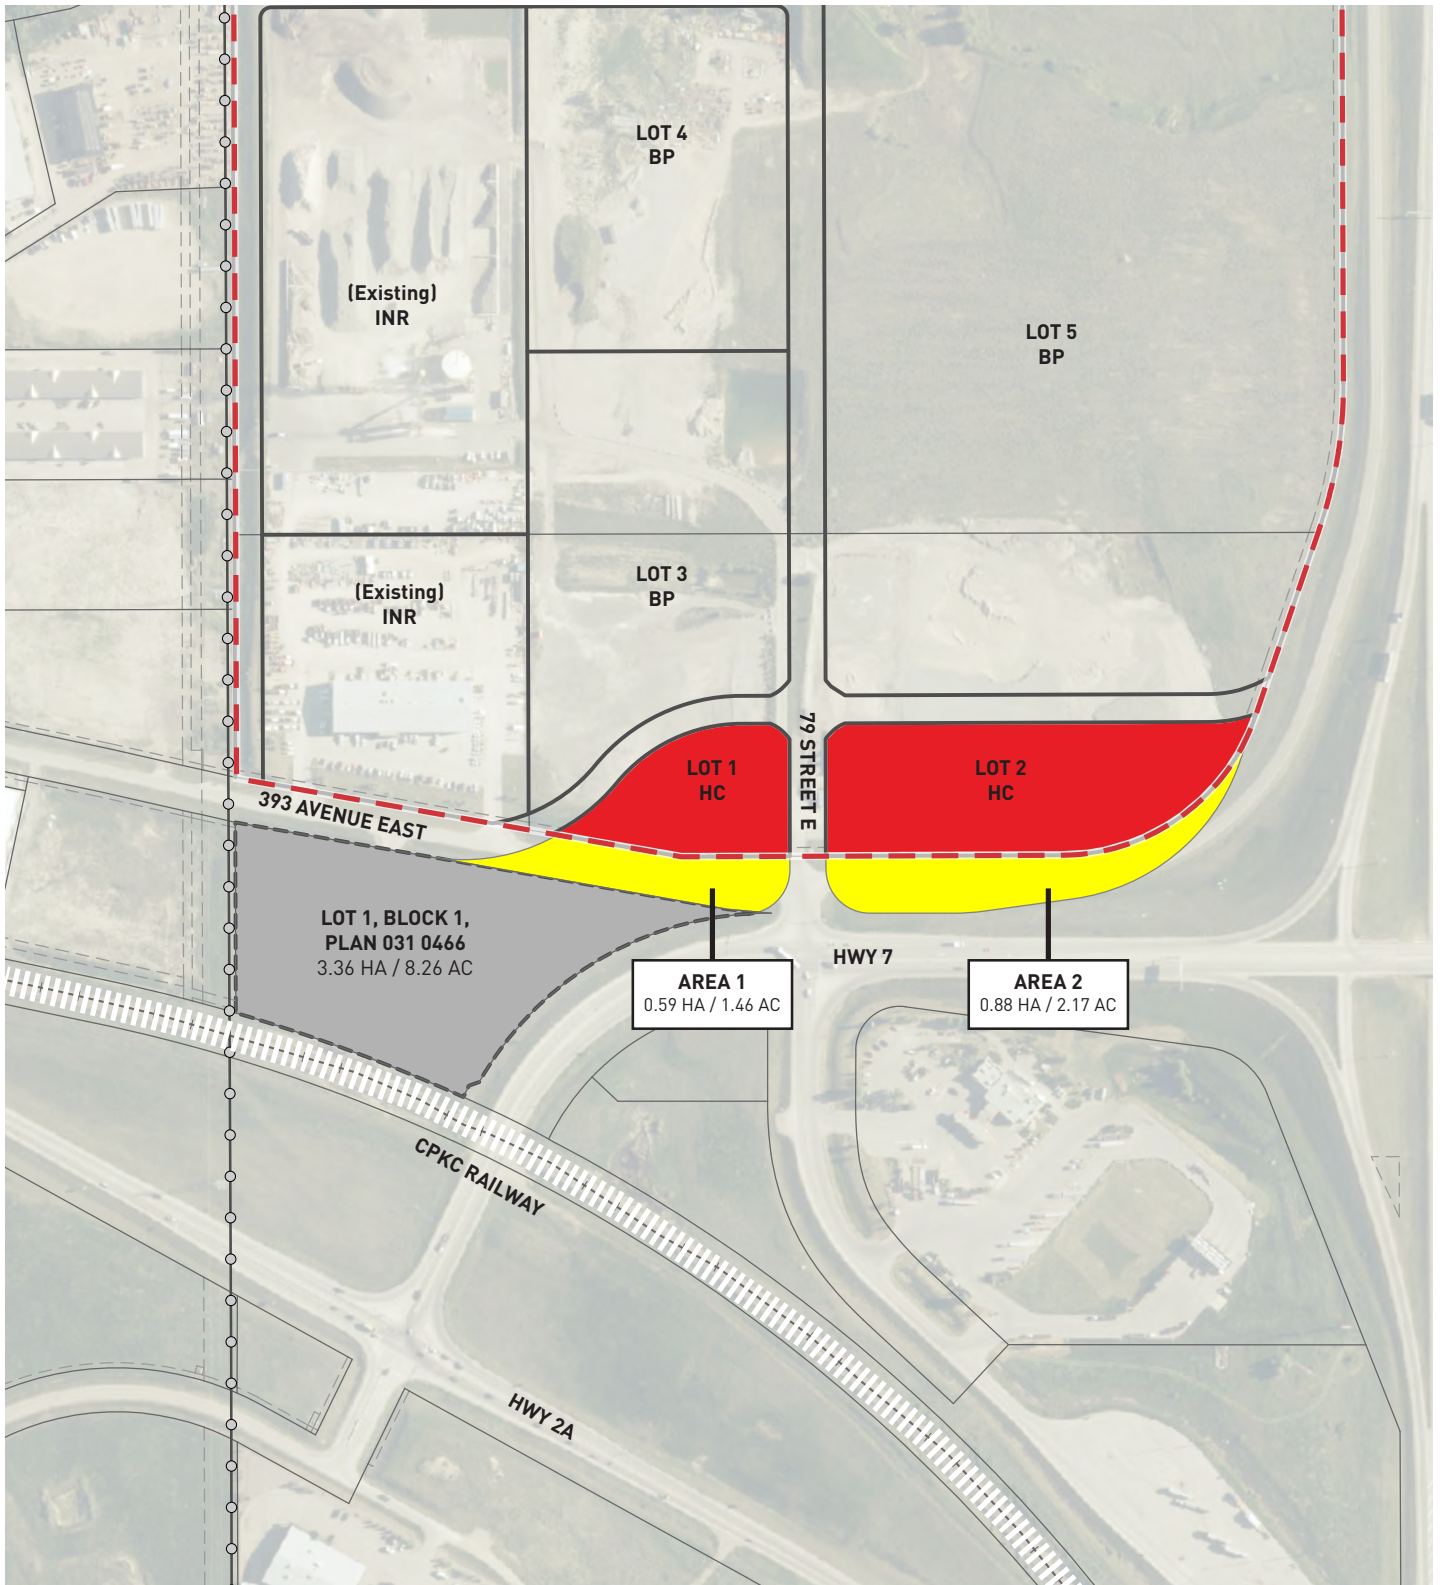 LOT 4
BP
(Existing)
INR
LOT 5
BP
LOT 3
BP
(Existing)
INR
79 STREET E
LOT 1
HC
LOT 2
HC
393 AVENUE EAST
LOT 1, BLOCK 1,
PLAN 031 0466
3.36 HA / 8.26 AC
HWY 7
AREA 1
0.59 HA / 1.46 AC
AREA 2
0.88 HA / 2.17 AC
CPKC RAILWAY
HWY 2A